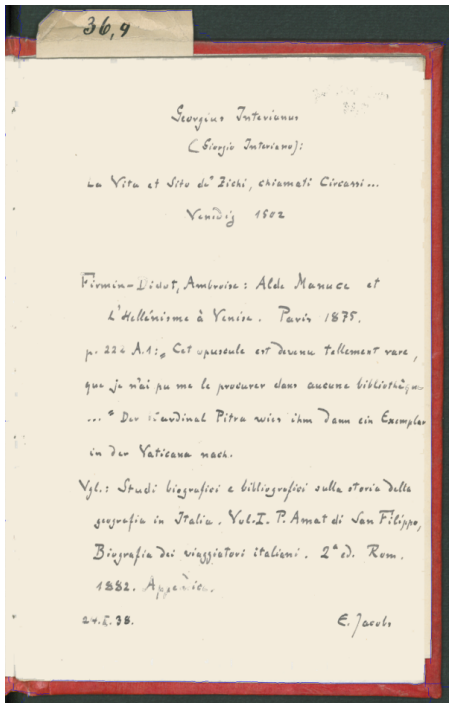 36,9
Georgius Interianus
(Giorgio Interiano):
La Vita et Sito de' Zichi, chiamati Circassi...
Venedig 1502
Firmin-Didot, Ambroise: Alde Manuce et
l'Hellénisme à Venise. Paris 1875.
p. 222 A.1: „Cet opuscule est devenu tellement rare,
que je n'ai pu me le procurer dans aucune bibliothèque
..." Der Kardinal Pitra wies ihm dann ein Exemplar
in der Vaticana nach.
Vgl.: Studi biografici e bibliografici sulla storia della
geografia in Italia. Vol. I. P. Amat di San Filippo,
Biografia dei viaggiatori italiani. 2ª ed. Rom.
1882. Appendice.
24.X.38. E. Jacobs